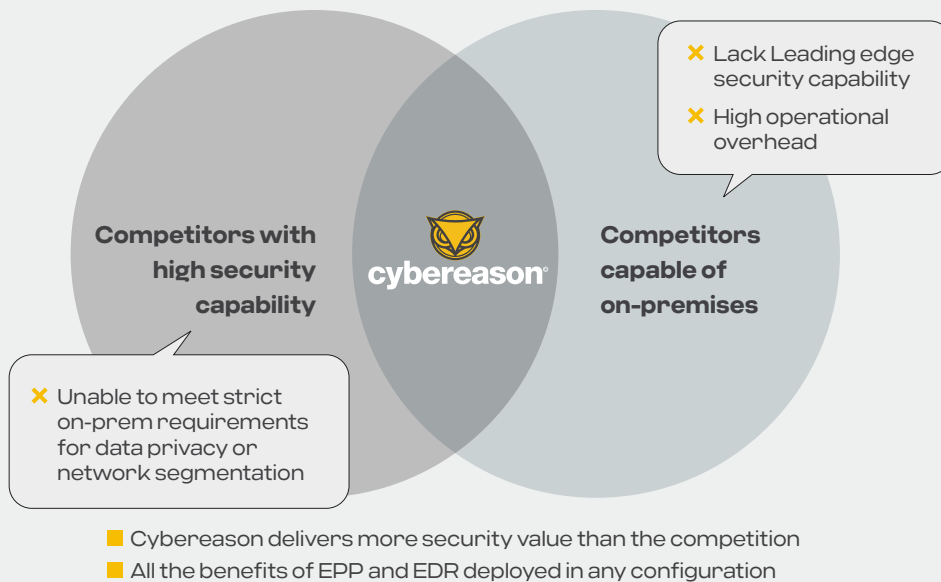 Lack Leading edge
security capability
High operational
overhead
Competitors with
high security
capability
cybereason®
Competitors
capable of
on-premises
Unable to meet strict
on-prem requirements
for data privacy or
network segmentation
Cybereason delivers more security value than the competition
All the benefits of EPP and EDR deployed in any configuration